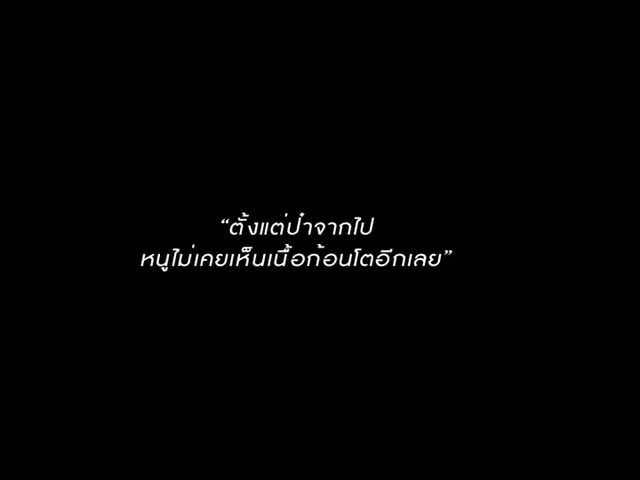 “ตั้งแต่ป๋าจากไป
หนูไม่เคยเห็นเนื้อก้อนโตอีกเลย”